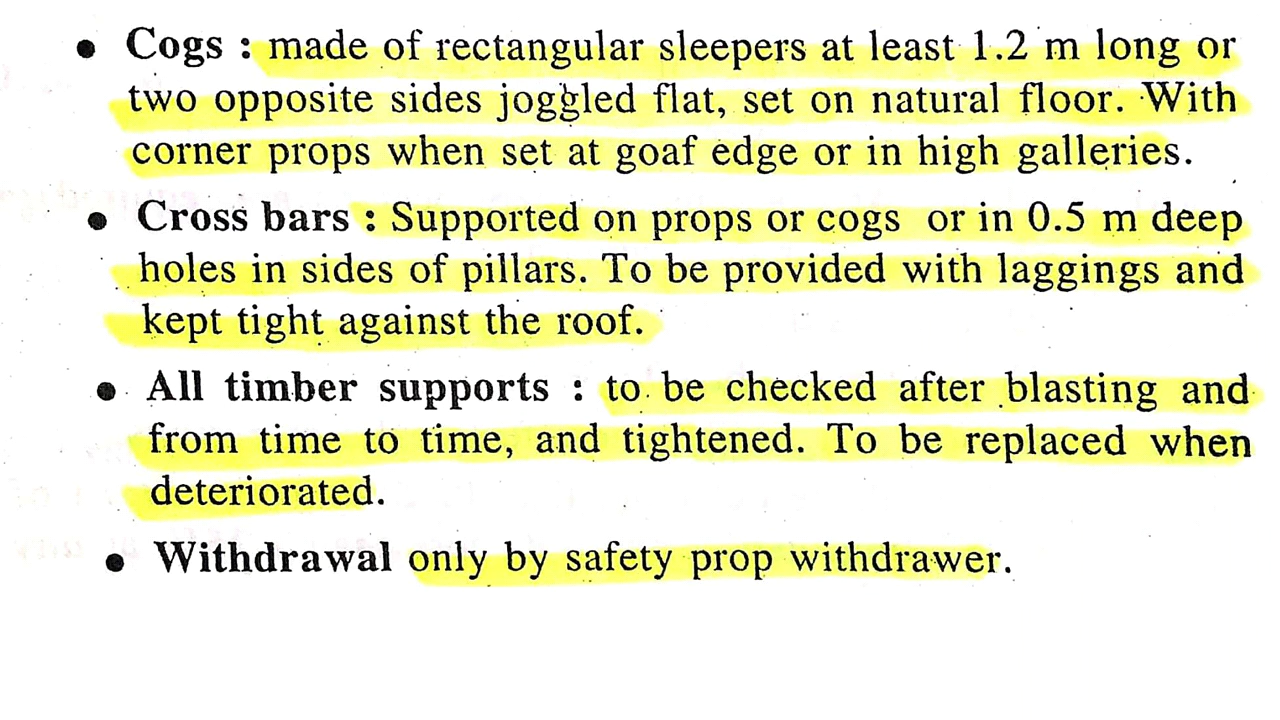 • Cogs : made of rectangular sleepers at least 1.2 m long or
two opposite sides joggled flat, set on natural floor. With
corner props when set at goaf edge or in high galleries.
• Cross bars : Supported on props or cogs or in 0.5 m deep
holes in sides of pillars. To be provided with laggings and
kept tight against the roof.
• All timber supports : to be checked after blasting and
from time to time, and tightened. To be replaced when
deteriorated.
• Withdrawal only by safety prop withdrawer.